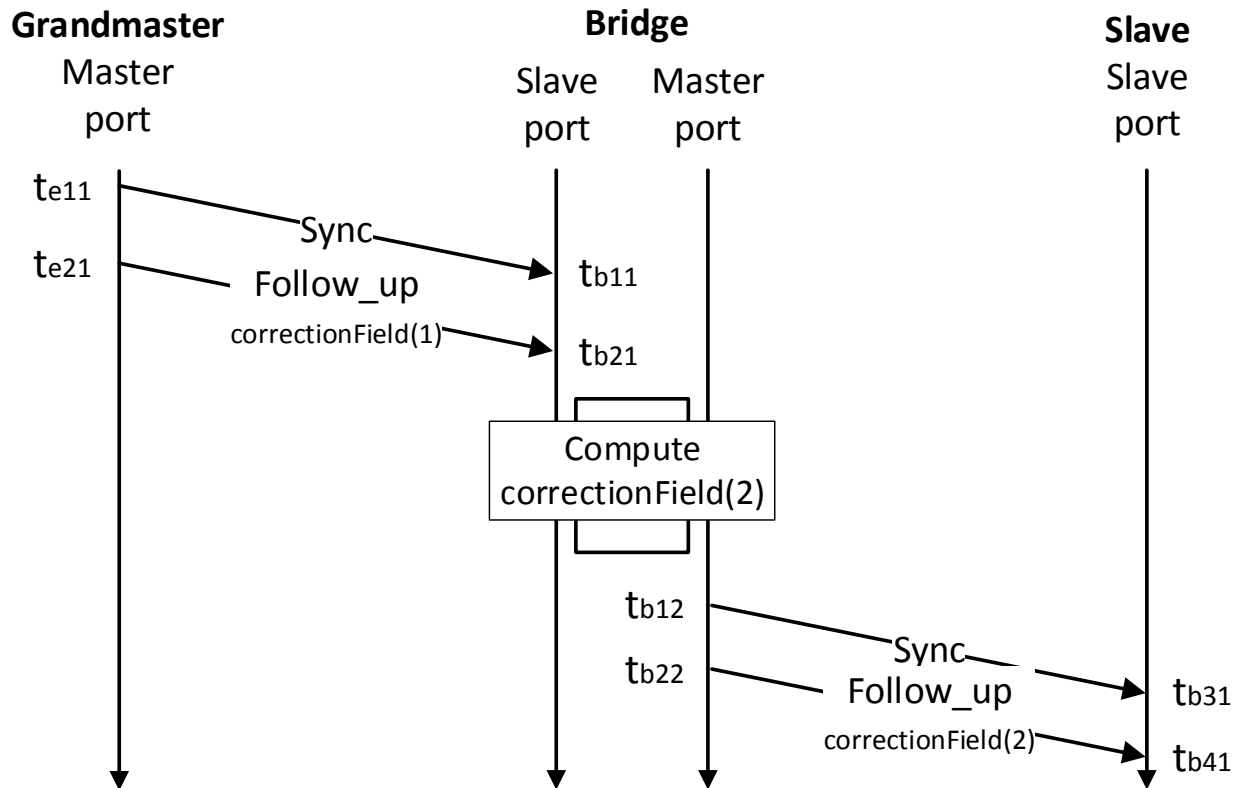 Grandmaster
Master
port
Bridge
Slave
port
Master
port
Slave
Slave
port
te11
Sync
te21
tb11
Follow_up
correctionField(1)
tb21
Compute
correctionField(2)
tb12
Sync
tb22
Follow_up
tb31
correctionField(2)
tb41